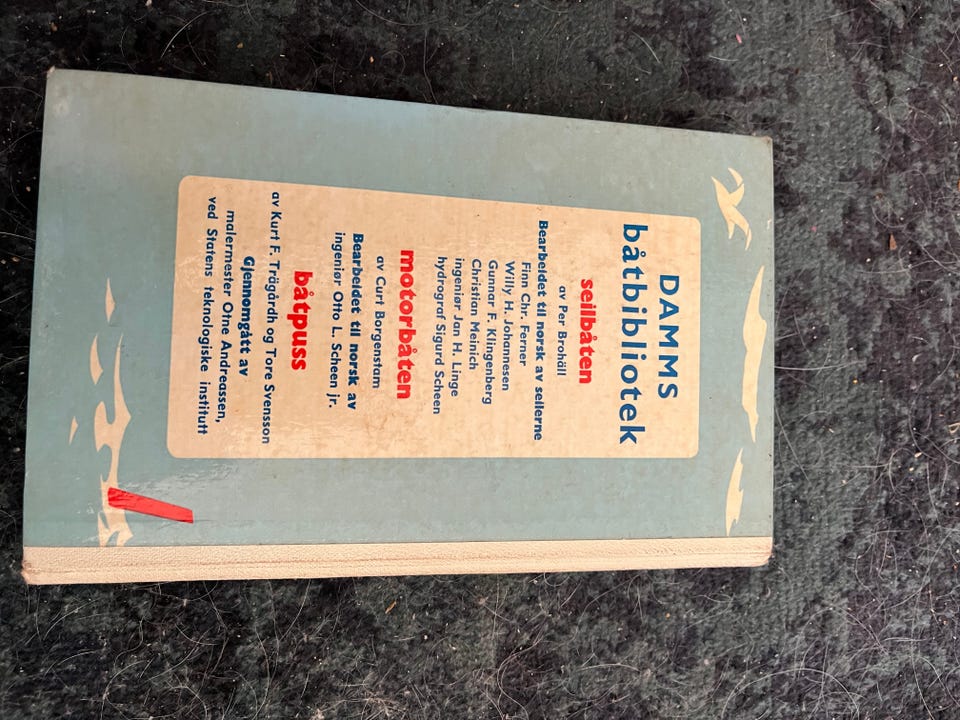 DAMMS
båtbibliotek
seilbåten
av Per Brohäll
Bearbeidet til norsk av seilerne
Finn Chr. Ferner
Willy H. Johannesen
Gunnar F. Klingenberg
Christian Meinich
ingeniør Jan H. Linge
hydrograf Sigurd Scheen
motorbåten
av Curt Borgenstam
Bearbeidet til norsk av
ingeniør Otto L. Scheen jr.
båtpuss
av Kurt F. Trägårdh og Tore Svensson
Gjennomgått av
malermester Otne Andreassen,
ved Statens teknologiske institutt